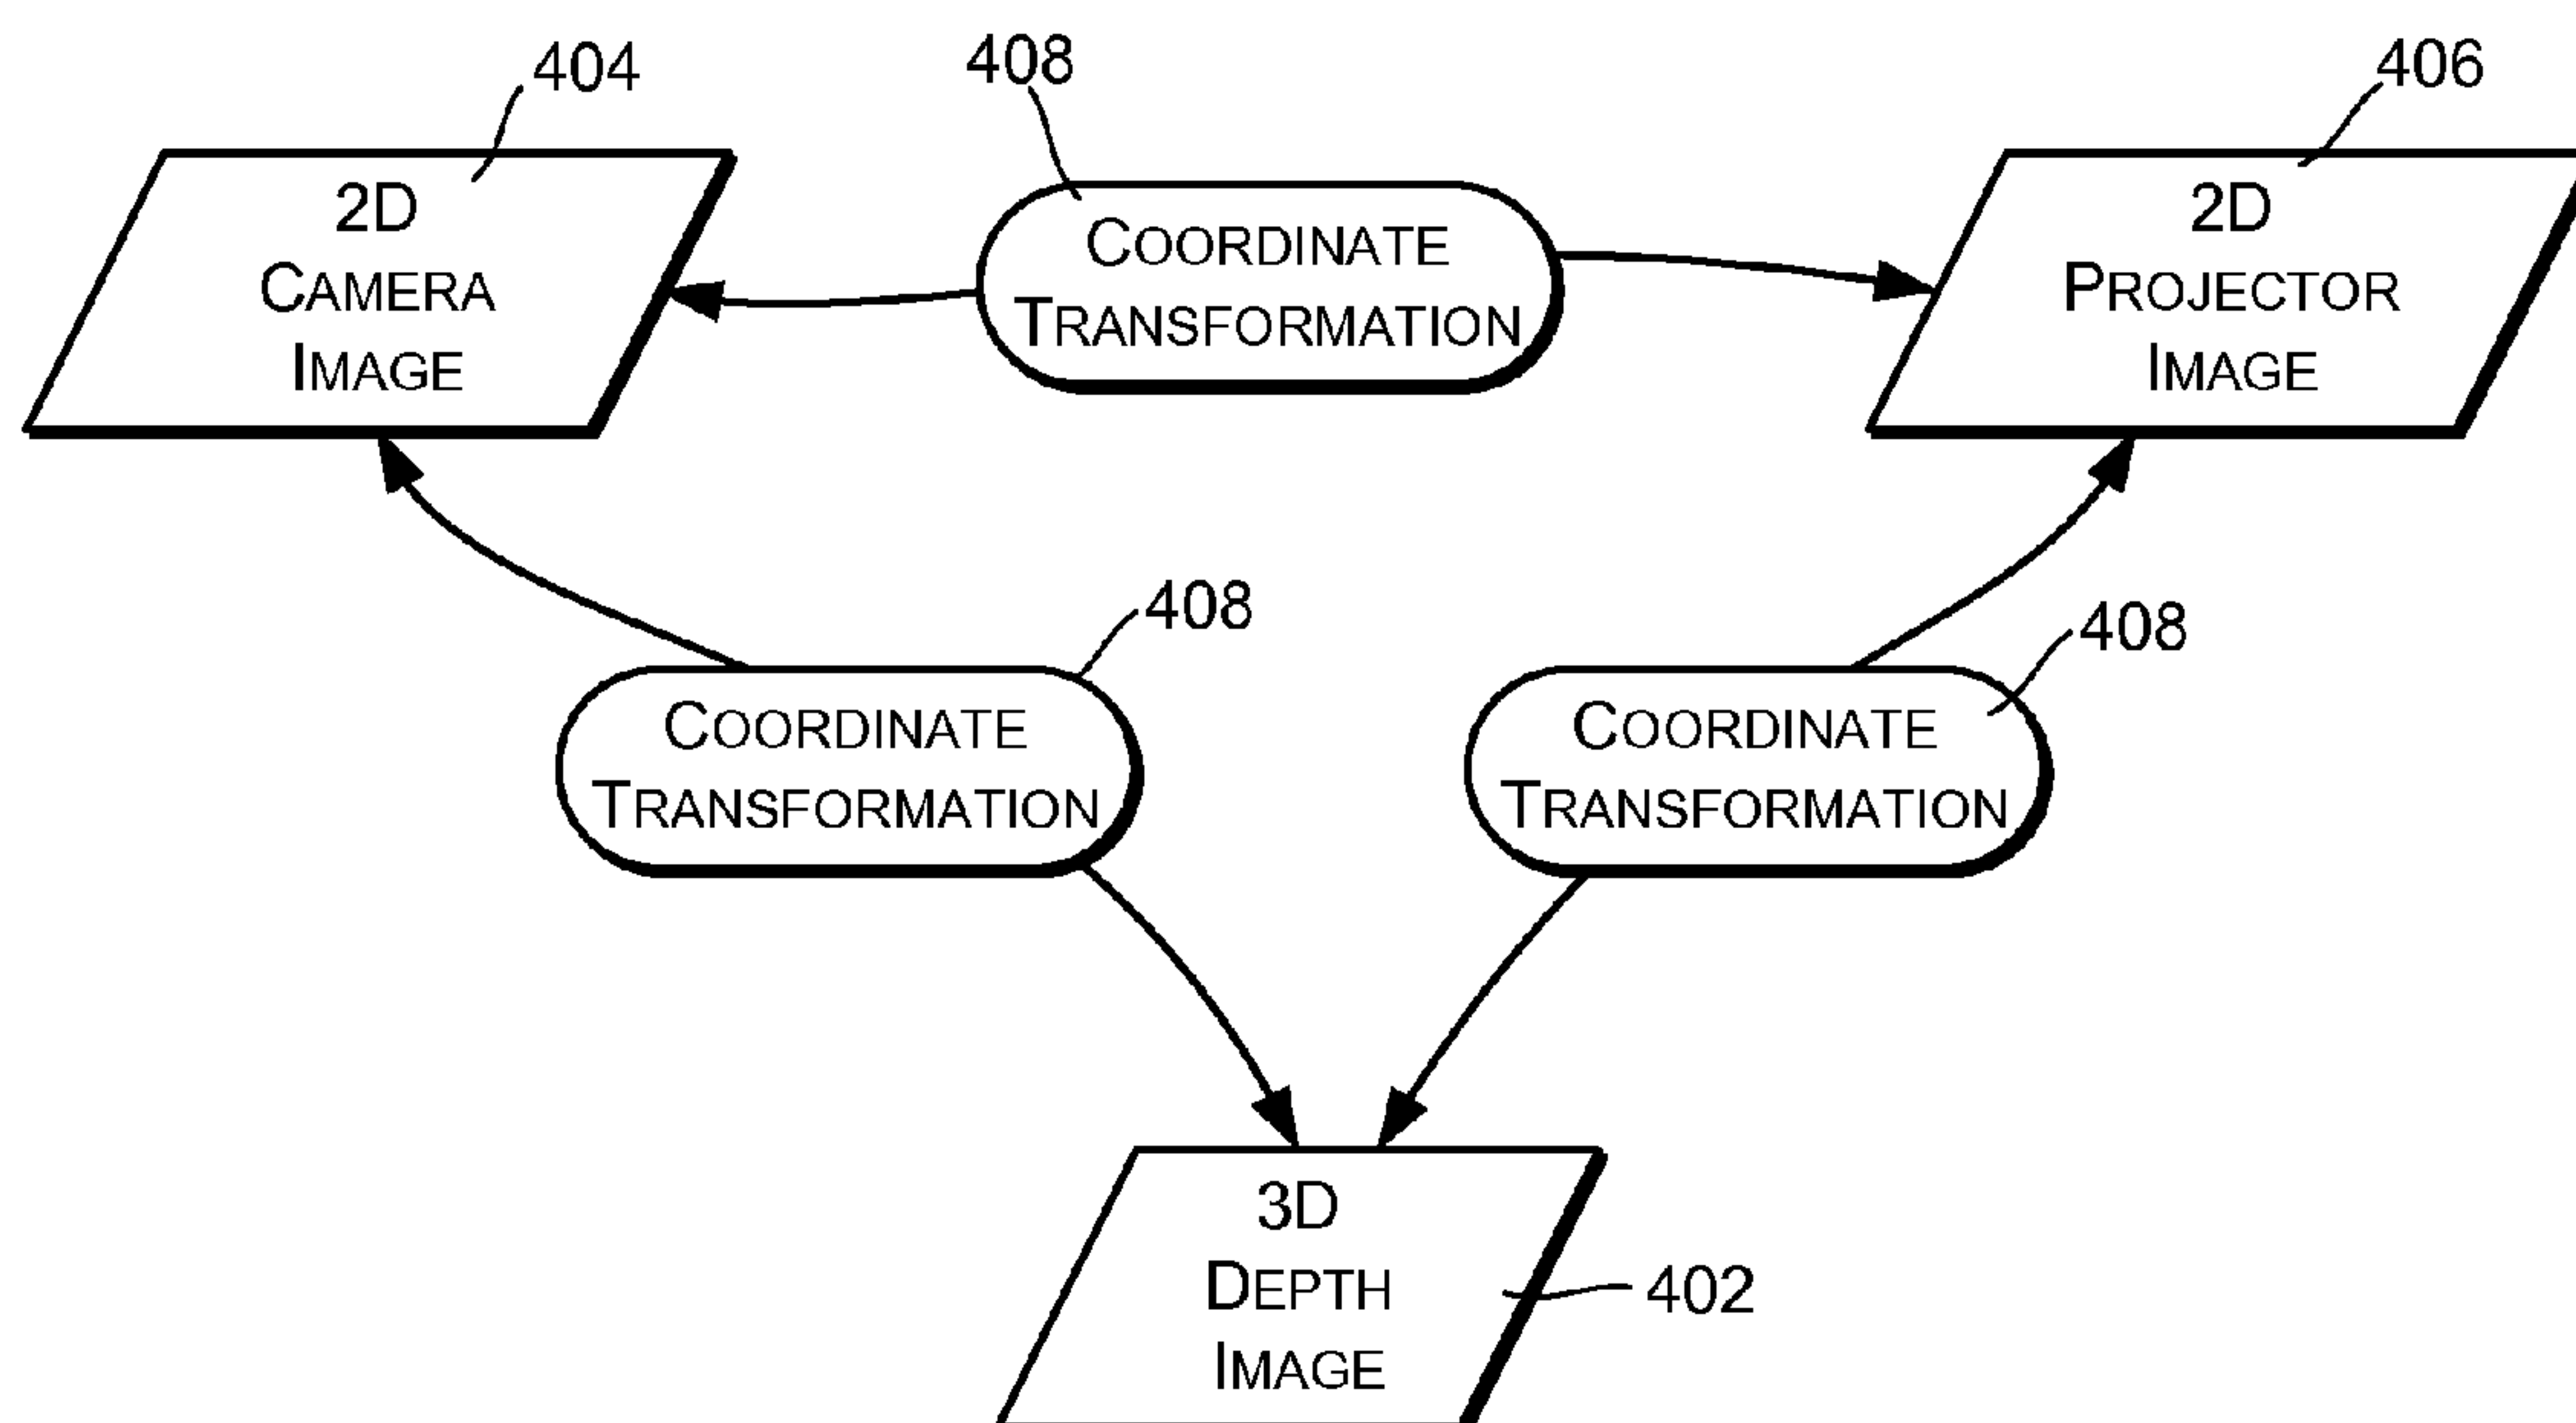 404
408
406
2D
CAMERA
IMAGE
COORDINATE
TRANSFORMATION
2D
PROJECTOR
IMAGE
408
408
COORDINATE
TRANSFORMATION
COORDINATE
TRANSFORMATION
3D
DEPTH
IMAGE
402